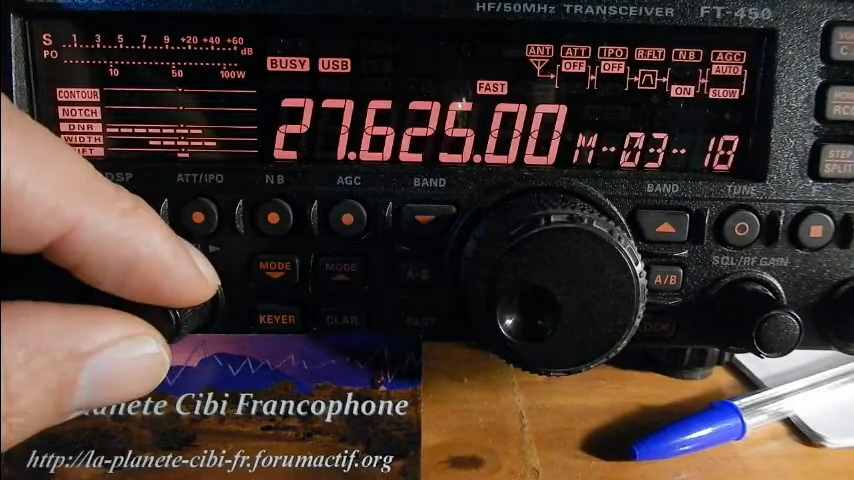 HF/50MHz TRANSCEIVER FT-450
S 1 3 5 7 9 +20 +40 +60 dB
PO 10 50 100W
BUSY USB
ANT ATT IPO R.FLT NB AGC
OFF OFF ON AUTO
SLOW
FAST
CONTOUR
NOTCH
DNR
WIDTH
27.625.00 M-03-18
DSP ATT/IPO NB AGC BAND BAND TUNE
STEP
SPLIT
MODE MODE A=B SQL/RF GAIN
A/B
KEYER CLAR FAST LOCK
Cibi Francophone
http://la-planete-cibi-fr.forumactif.org